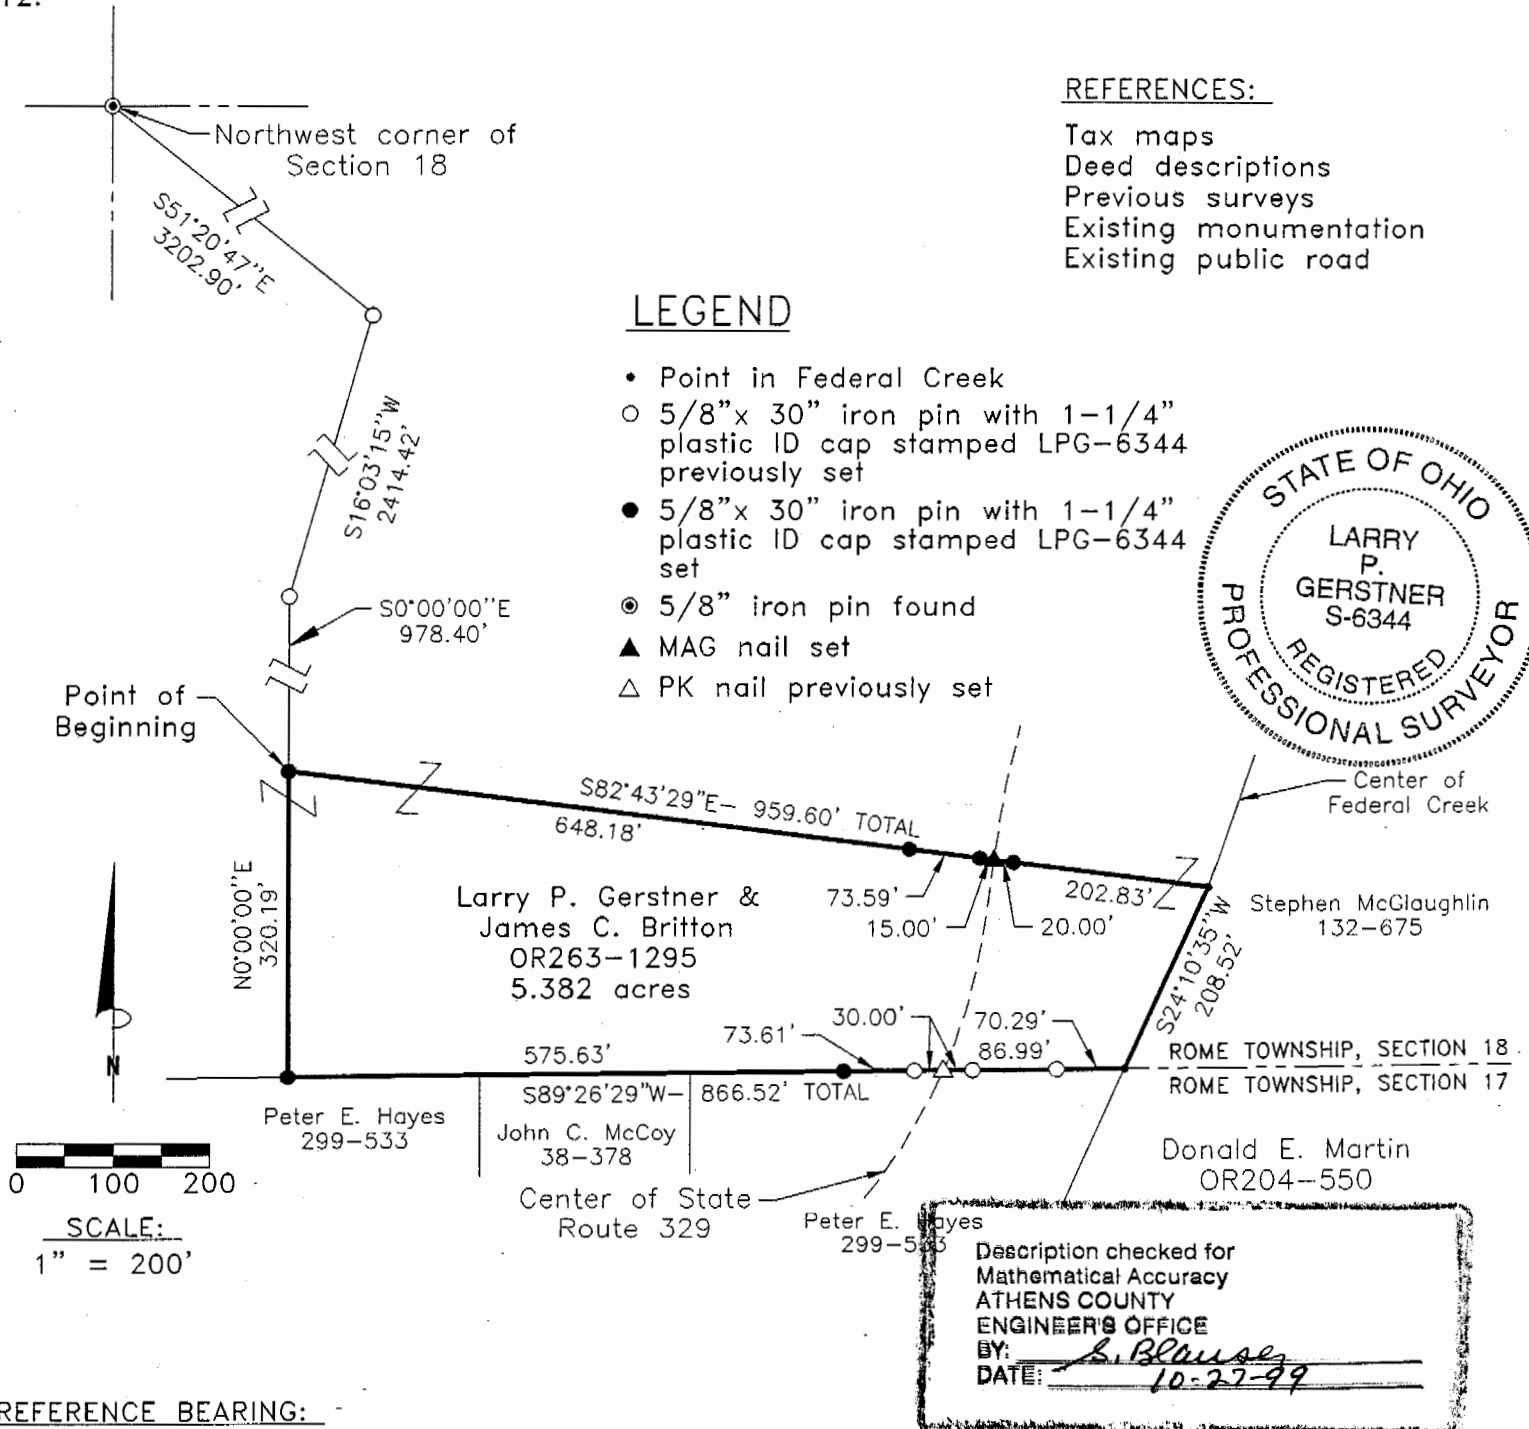 Northwest corner of
Section 18
S51°20'47"E
3202.90'
S16°03'15"W
2414.42'
S0°00'00"E
978.40'
Point of
Beginning
REFERENCES:
Tax maps
Deed descriptions
Previous surveys
Existing monumentation
Existing public road
LEGEND
Point in Federal Creek
5/8"x 30" iron pin with 1-1/4"
plastic ID cap stamped LPG-6344
previously set
5/8"x 30" iron pin with 1-1/4"
plastic ID cap stamped LPG-6344
set
5/8" iron pin found
MAG nail set
PK nail previously set
STATE OF OHIO
LARRY
P.
GERSTNER
S-6344
REGISTERED
PROFESSIONAL SURVEYOR
Center of
Federal Creek
S82°43'29"E- 959.60' TOTAL
648.18'
73.59'
15.00'
20.00'
202.83'
N0°00'00"E
320.19'
Larry P. Gerstner &
James C. Britton
OR263-1295
5.382 acres
Stephen McGlaughlin
132-675
S24°10'35"W
208.52'
N
575.63'
73.61'
30.00'
86.99'
70.29'
S89°26'29"W- 866.52' TOTAL
ROME TOWNSHIP, SECTION 18
ROME TOWNSHIP, SECTION 17
Peter E. Hayes
299-533
John C. McCoy
38-378
Center of State
Route 329
Peter E. Hayes
299-533
Donald E. Martin
OR204-550
0 100 200
SCALE:
1" = 200'
Description checked for
Mathematical Accuracy
ATHENS COUNTY
ENGINEER'S OFFICE
BY: S. Blauser
DATE: 10-27-99
REFERENCE BEARING: